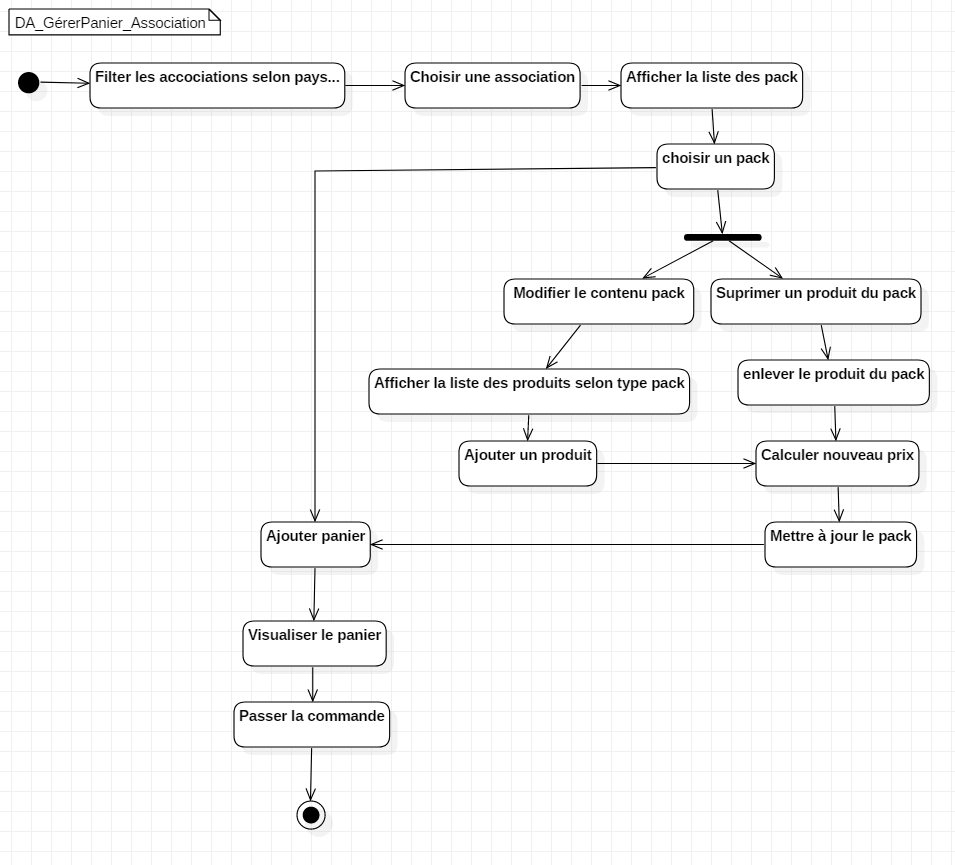 DA_GérerPanier_Association
Filter les accociations selon pays...
Choisir une association
Afficher la liste des pack
choisir un pack
Modifier le contenu pack
Suprimer un produit du pack
Afficher la liste des produits selon type pack
enlever le produit du pack
Ajouter un produit
Calculer nouveau prix
Ajouter panier
Mettre à jour le pack
Visualiser le panier
Passer la commande